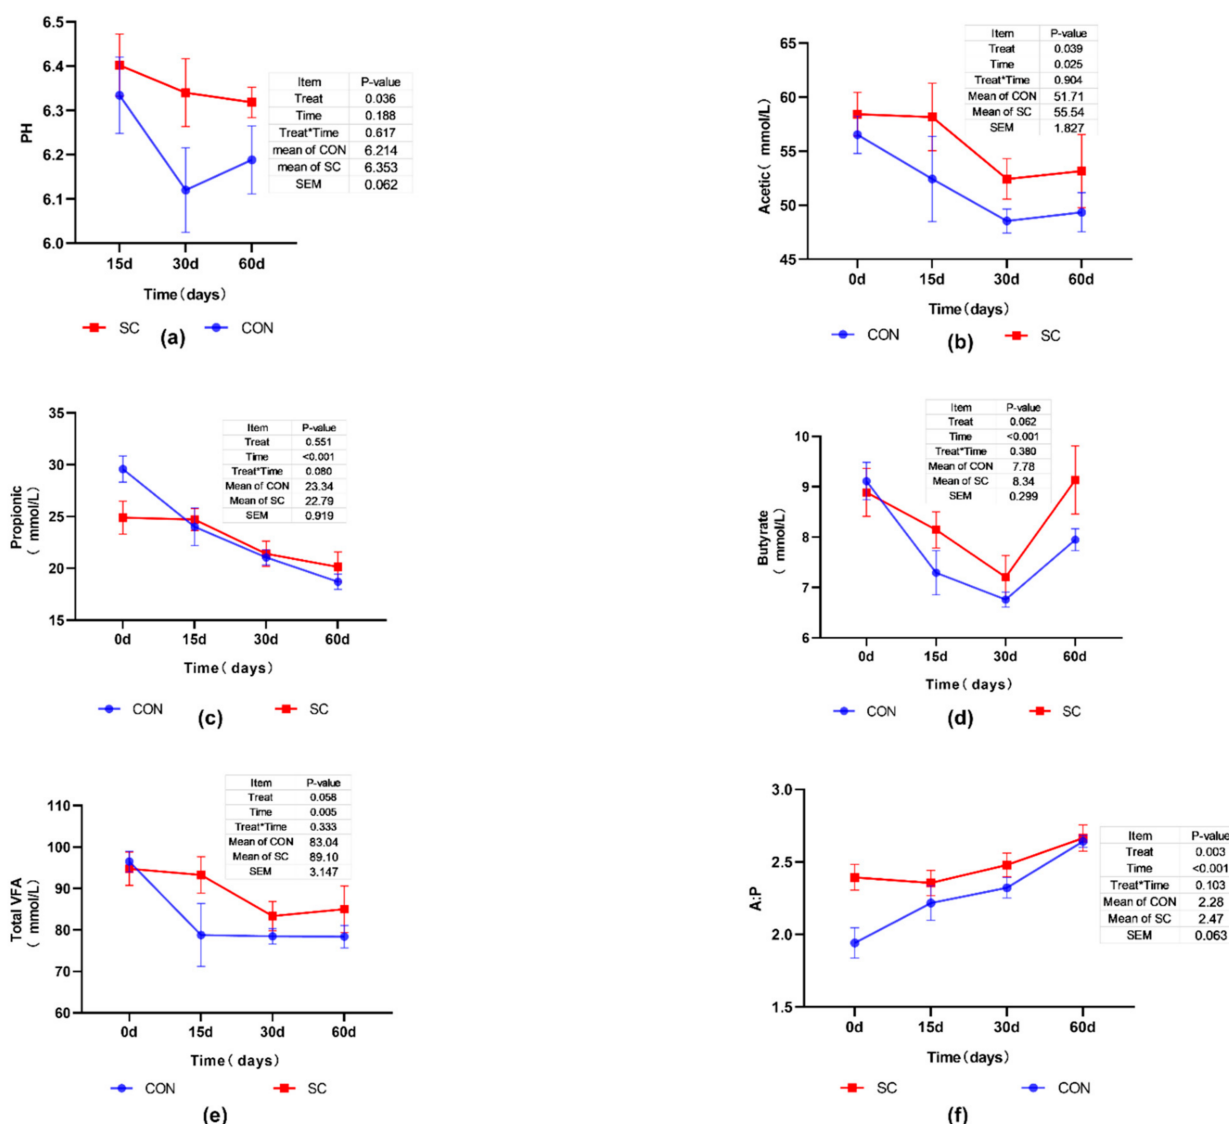 6.5
6.4
6.3
6.2
6.1
6.0
PH
15d 30d 60d
Time(days)
Item P-value
Treat 0.036
Time 0.188
Treat*Time 0.617
mean of CON 6.214
mean of SC 6.353
SEM 0.062
SC CON
(a)
65
60
55
50
45
Acetic( mmol/L)
0d 15d 30d 60d
Time(days)
Item P-value
Treat 0.039
Time 0.025
Treat*Time 0.904
Mean of CON 51.71
Mean of SC 55.54
SEM 1.827
CON SC
(b)
35
30
25
20
15
Propionic
( mmol/L)
0d 15d 30d 60d
Time( days)
Item P-value
Treat 0.551
Time <0.001
Treat*Time 0.080
Mean of CON 23.34
Mean of SC 22.79
SEM 0.919
CON SC
(c)
10
9
8
7
6
Butyrate
( mmol/L)
0d 15d 30d 60d
Time( days)
Item P-value
Treat 0.062
Time <0.001
Treat*Time 0.380
Mean of CON 7.78
Mean of SC 8.34
SEM 0.299
CON SC
(d)
110
100
90
80
70
60
Total VFA
( mmol/L)
0d 15d 30d 60d
Time( days)
Item P-value
Treat 0.058
Time 0.005
Treat*Time 0.333
Mean of CON 83.04
Mean of SC 89.10
SEM 3.147
CON SC
(e)
3.0
2.5
2.0
1.5
A:P
0d 15d 30d 60d
Time(days)
Item P-value
Treat 0.003
Time <0.001
Treat*Time 0.103
Mean of CON 2.28
Mean of SC 2.47
SEM 0.063
SC CON
(f)